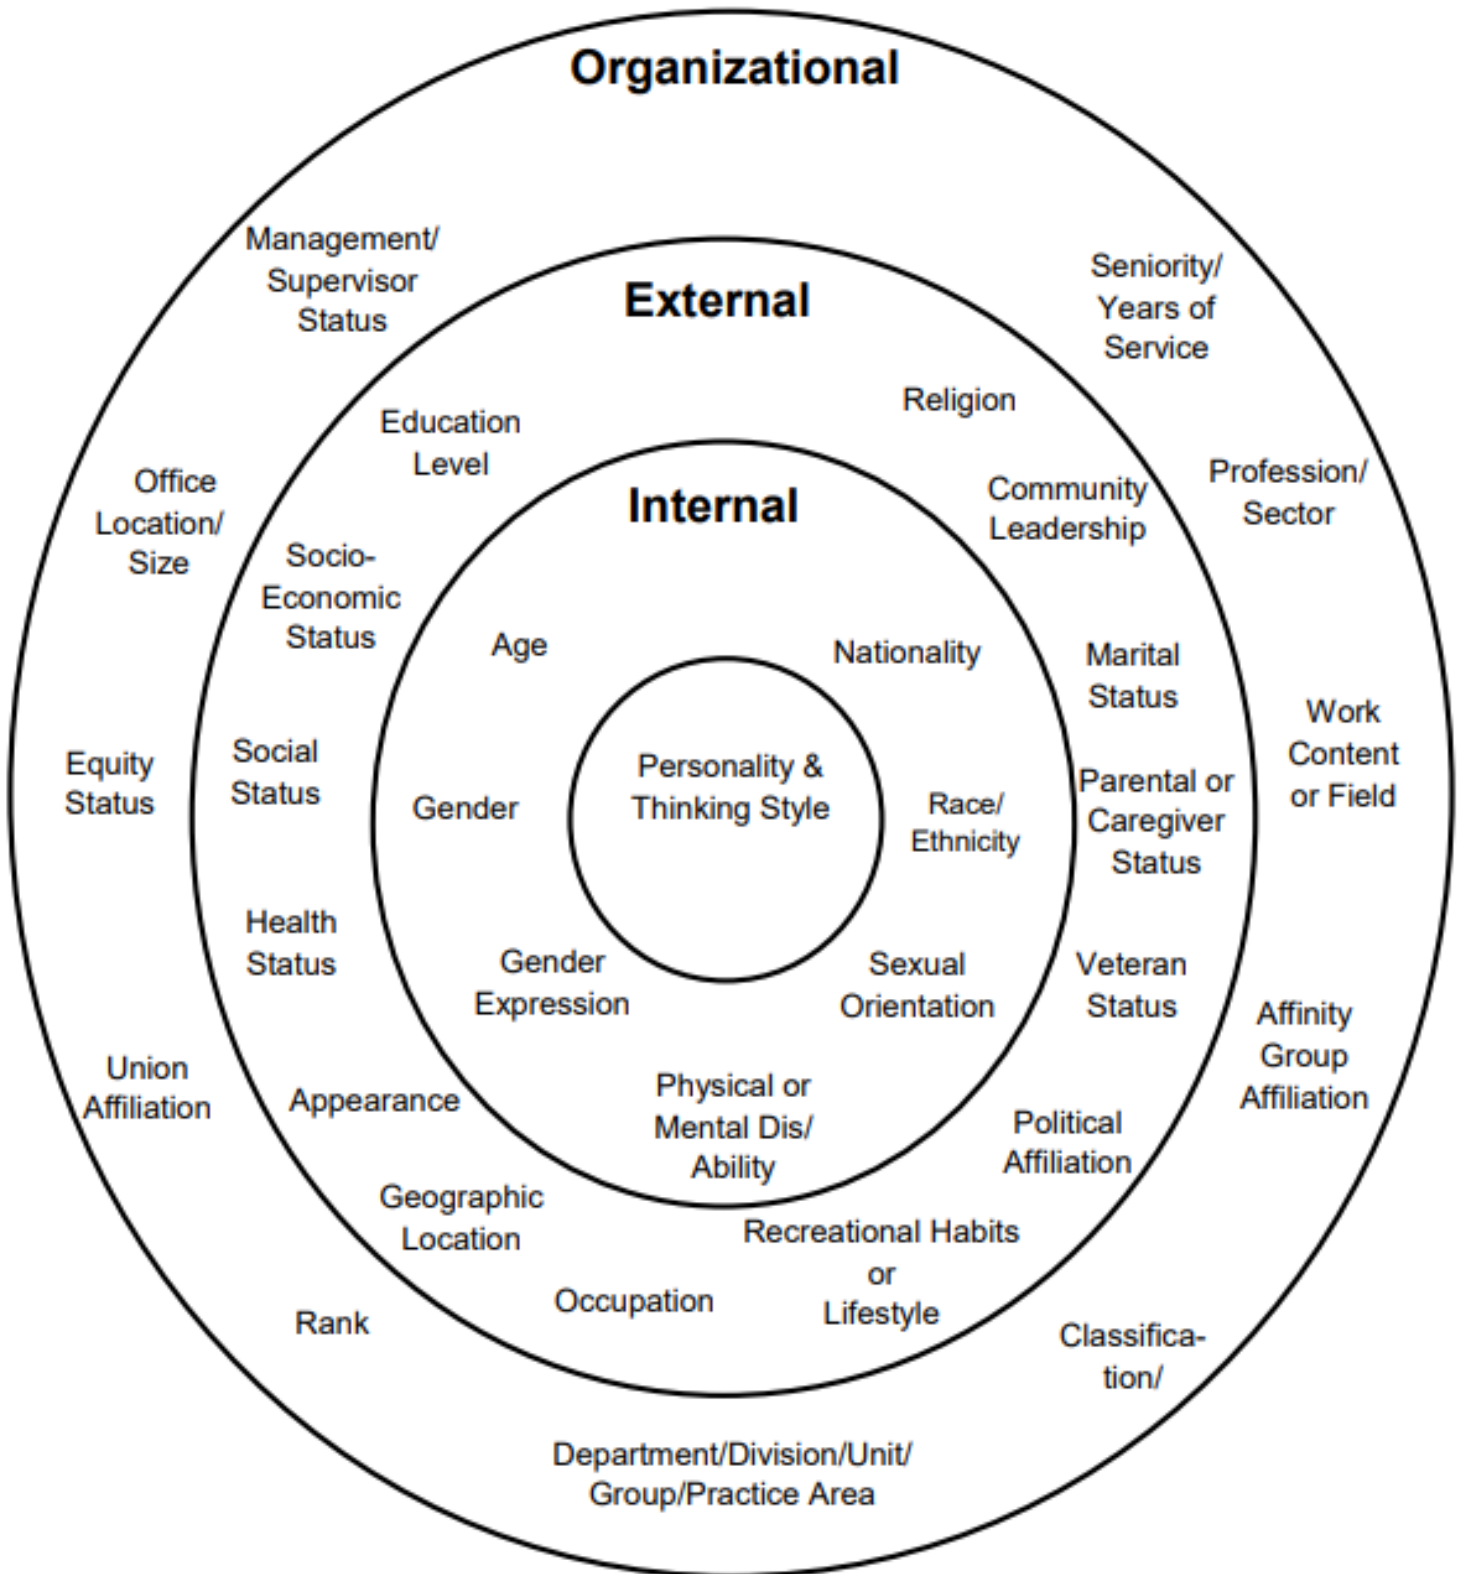 Organizational
Management/
Supervisor
Status
Seniority/
Years of
Service
External
Religion
Education
Level
Office
Location/
Size
Profession/
Sector
Community
Leadership
Internal
Socio-
Economic
Status
Age
Nationality
Marital
Status
Work
Content
or Field
Equity
Status
Social
Status
Gender
Personality &
Thinking Style
Race/
Ethnicity
Parental or
Caregiver
Status
Health
Status
Gender
Expression
Sexual
Orientation
Veteran
Status
Affinity
Group
Affiliation
Union
Affiliation
Appearance
Physical or
Mental Dis/
Ability
Political
Affiliation
Geographic
Location
Recreational Habits
or
Lifestyle
Occupation
Rank
Classifica-
tion/
Department/Division/Unit/
Group/Practice Area